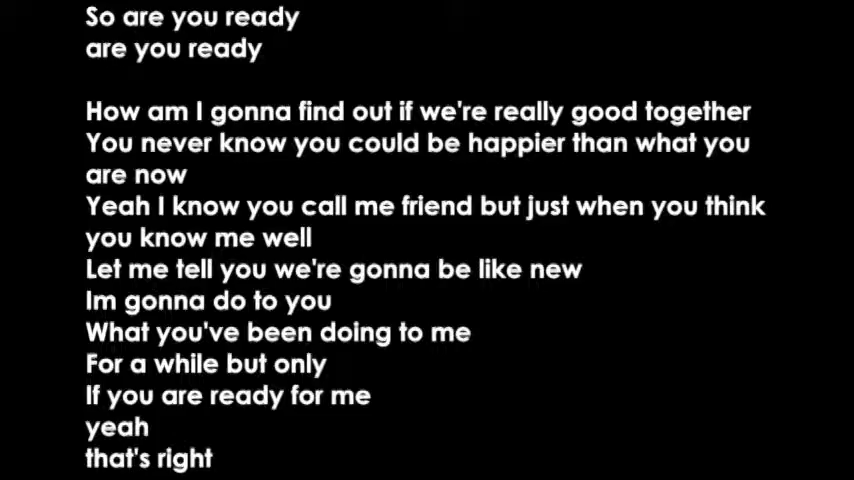 So are you ready
are you ready
How am I gonna find out if we're really good together
You never know you could be happier than what you
are now
Yeah I know you call me friend but just when you think
you know me well
Let me tell you we're gonna be like new
Im gonna do to you
What you've been doing to me
For a while but only
If you are ready for me
yeah
that's right